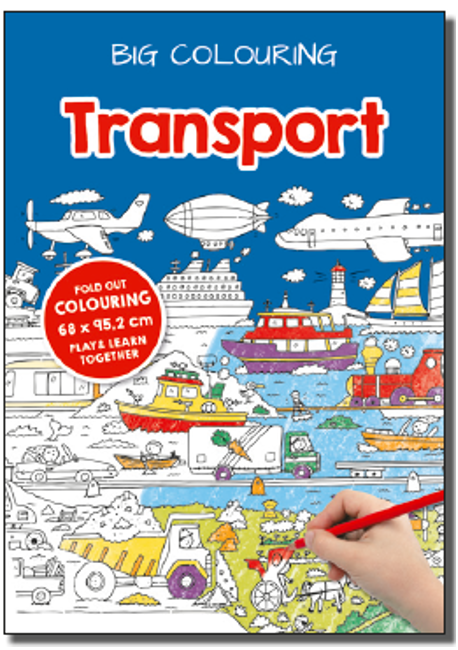 BIG COLOURING
Transport
FOLD OUT
COLOURING
68 x 95,2 cm
PLAY & LEARN
TOGETHER